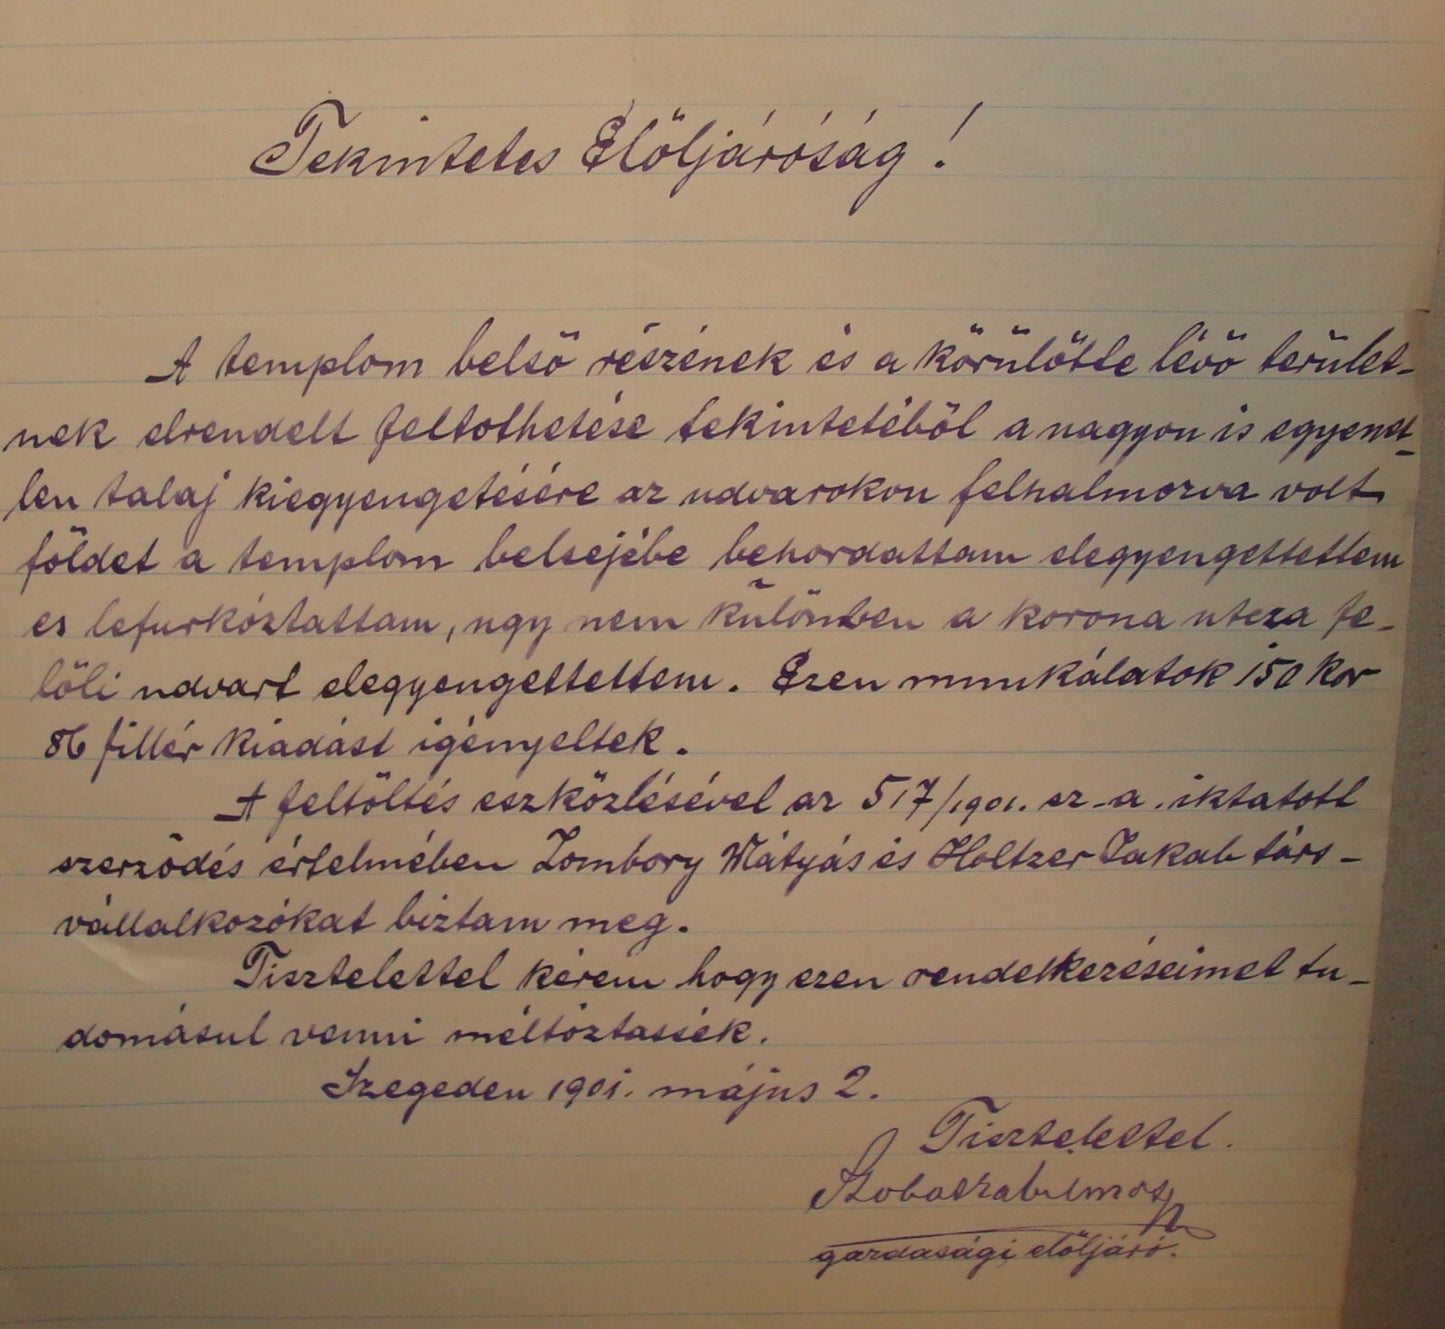 Tekintetes Elöljáróság!
A templom belső részének és a körülötte lévő terület-
nek elrendelt feltölthetése tekintetéből a nagyon is egyenet-
len talaj kiegyengetésére az udvarokon felhalmozva volt
földet a templom belsejébe behordattam elegyengettettem
es lefurkóztattam, ugy nem különben a korona utcza fe-
löli udvart elegyengettettem. Ezen munkálatok 150 kor
86 fillér kiadást igényeltek.
A feltöltés eszközlésével az 517/1901. sz. a. iktatott
szerződés értelmében Zombory Mátyás és Holtzer Jakab társ-
vállalkozókat biztam meg.
Tisztelettel kérem hogy ezen rendelkezéseimet tu-
domásul venni méltóztassék.
Szegeden 1901. május 2.
Tisztelettel.
gazdasági elöljáró.